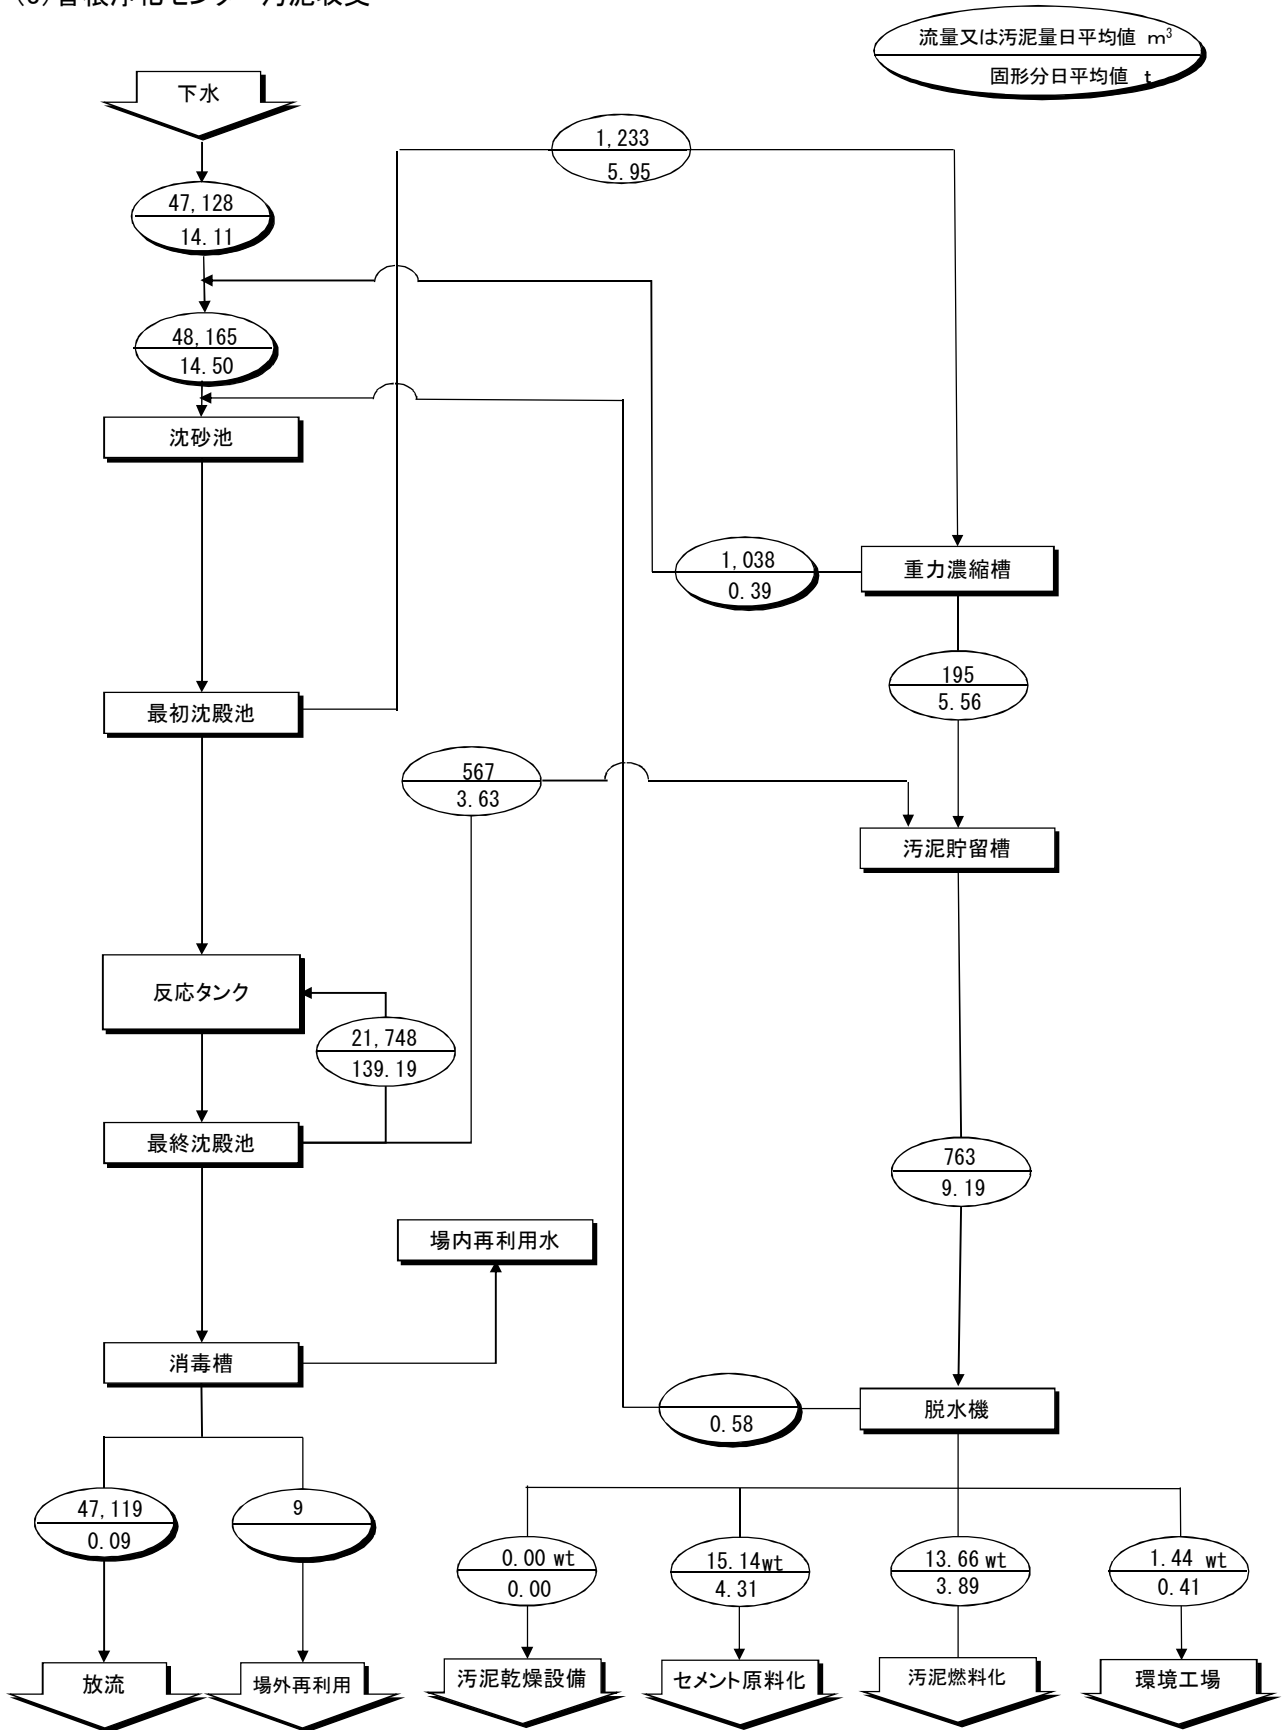 流量又は汚泥量日平均値 m³
固形分日平均値 t
下水
1,233
5.95
47,128
14.11
48,165
14.50
沈砂池
1,038
0.39
重力濃縮槽
195
5.56
最初沈殿池
567
3.63
汚泥貯留槽
反応タンク
21,748
139.19
最終沈殿池
763
9.19
場内再利用水
消毒槽
0.58
脱水機
47,119
0.09
9
0.00 wt
0.00
15.14wt
4.31
13.66 wt
3.89
1.44 wt
0.41
放流
場外再利用
汚泥乾燥設備
セメント原料化
汚泥燃料化
環境工場